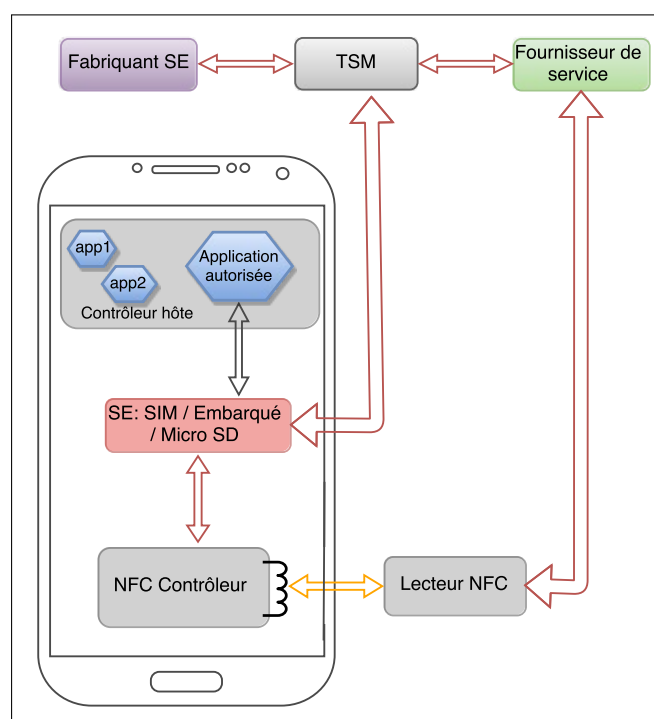 Fabriquant SE
TSM
Fournisseur de
service
app1
app2
Application
autorisée
Contrôleur hôte
SE: SIM / Embarqué
/ Micro SD
NFC Contrôleur
Lecteur NFC